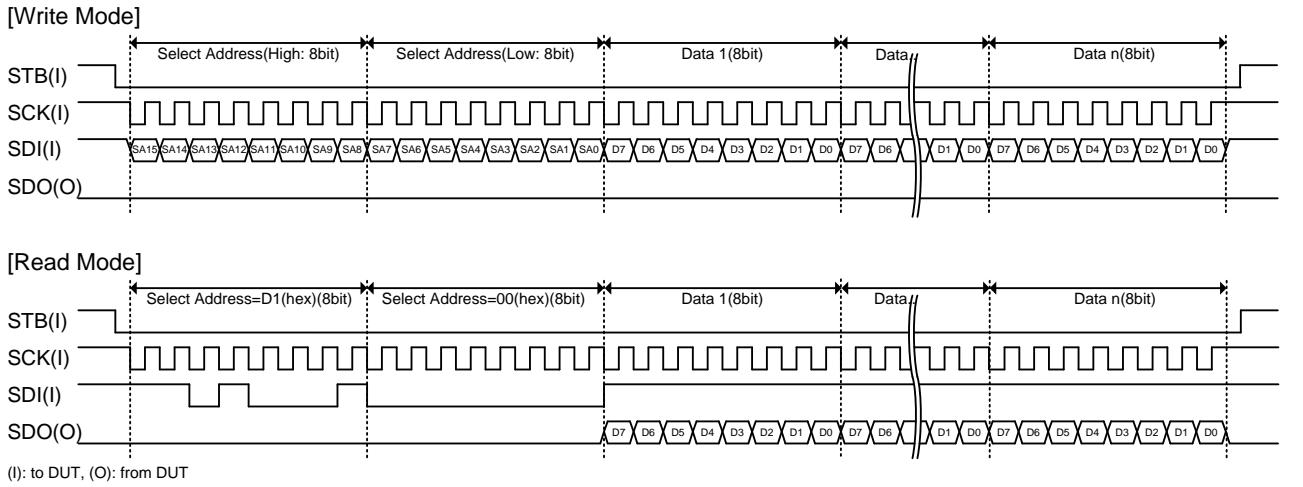 [Write Mode]
Select Address(High: 8bit) Select Address(Low: 8bit) Data 1(8bit) Data Data n(8bit)
STB(I)
SCK(I)
SDI(I) SA15 SA14 SA13 SA12 SA11 SA10 SA9 SA8 SA7 SA6 SA5 SA4 SA3 SA2 SA1 SA0 D7 D6 D5 D4 D3 D2 D1 D0 D7 D6 D1 D0 D7 D6 D5 D4 D3 D2 D1 D0
SDO(O)
[Read Mode]
Select Address=D1(hex)(8bit) Select Address=00(hex)(8bit) Data 1(8bit) Data Data n(8bit)
STB(I)
SCK(I)
SDI(I)
SDO(O) D7 D6 D5 D4 D3 D2 D1 D0 D7 D6 D1 D0 D7 D6 D5 D4 D3 D2 D1 D0
(I): to DUT, (O): from DUT